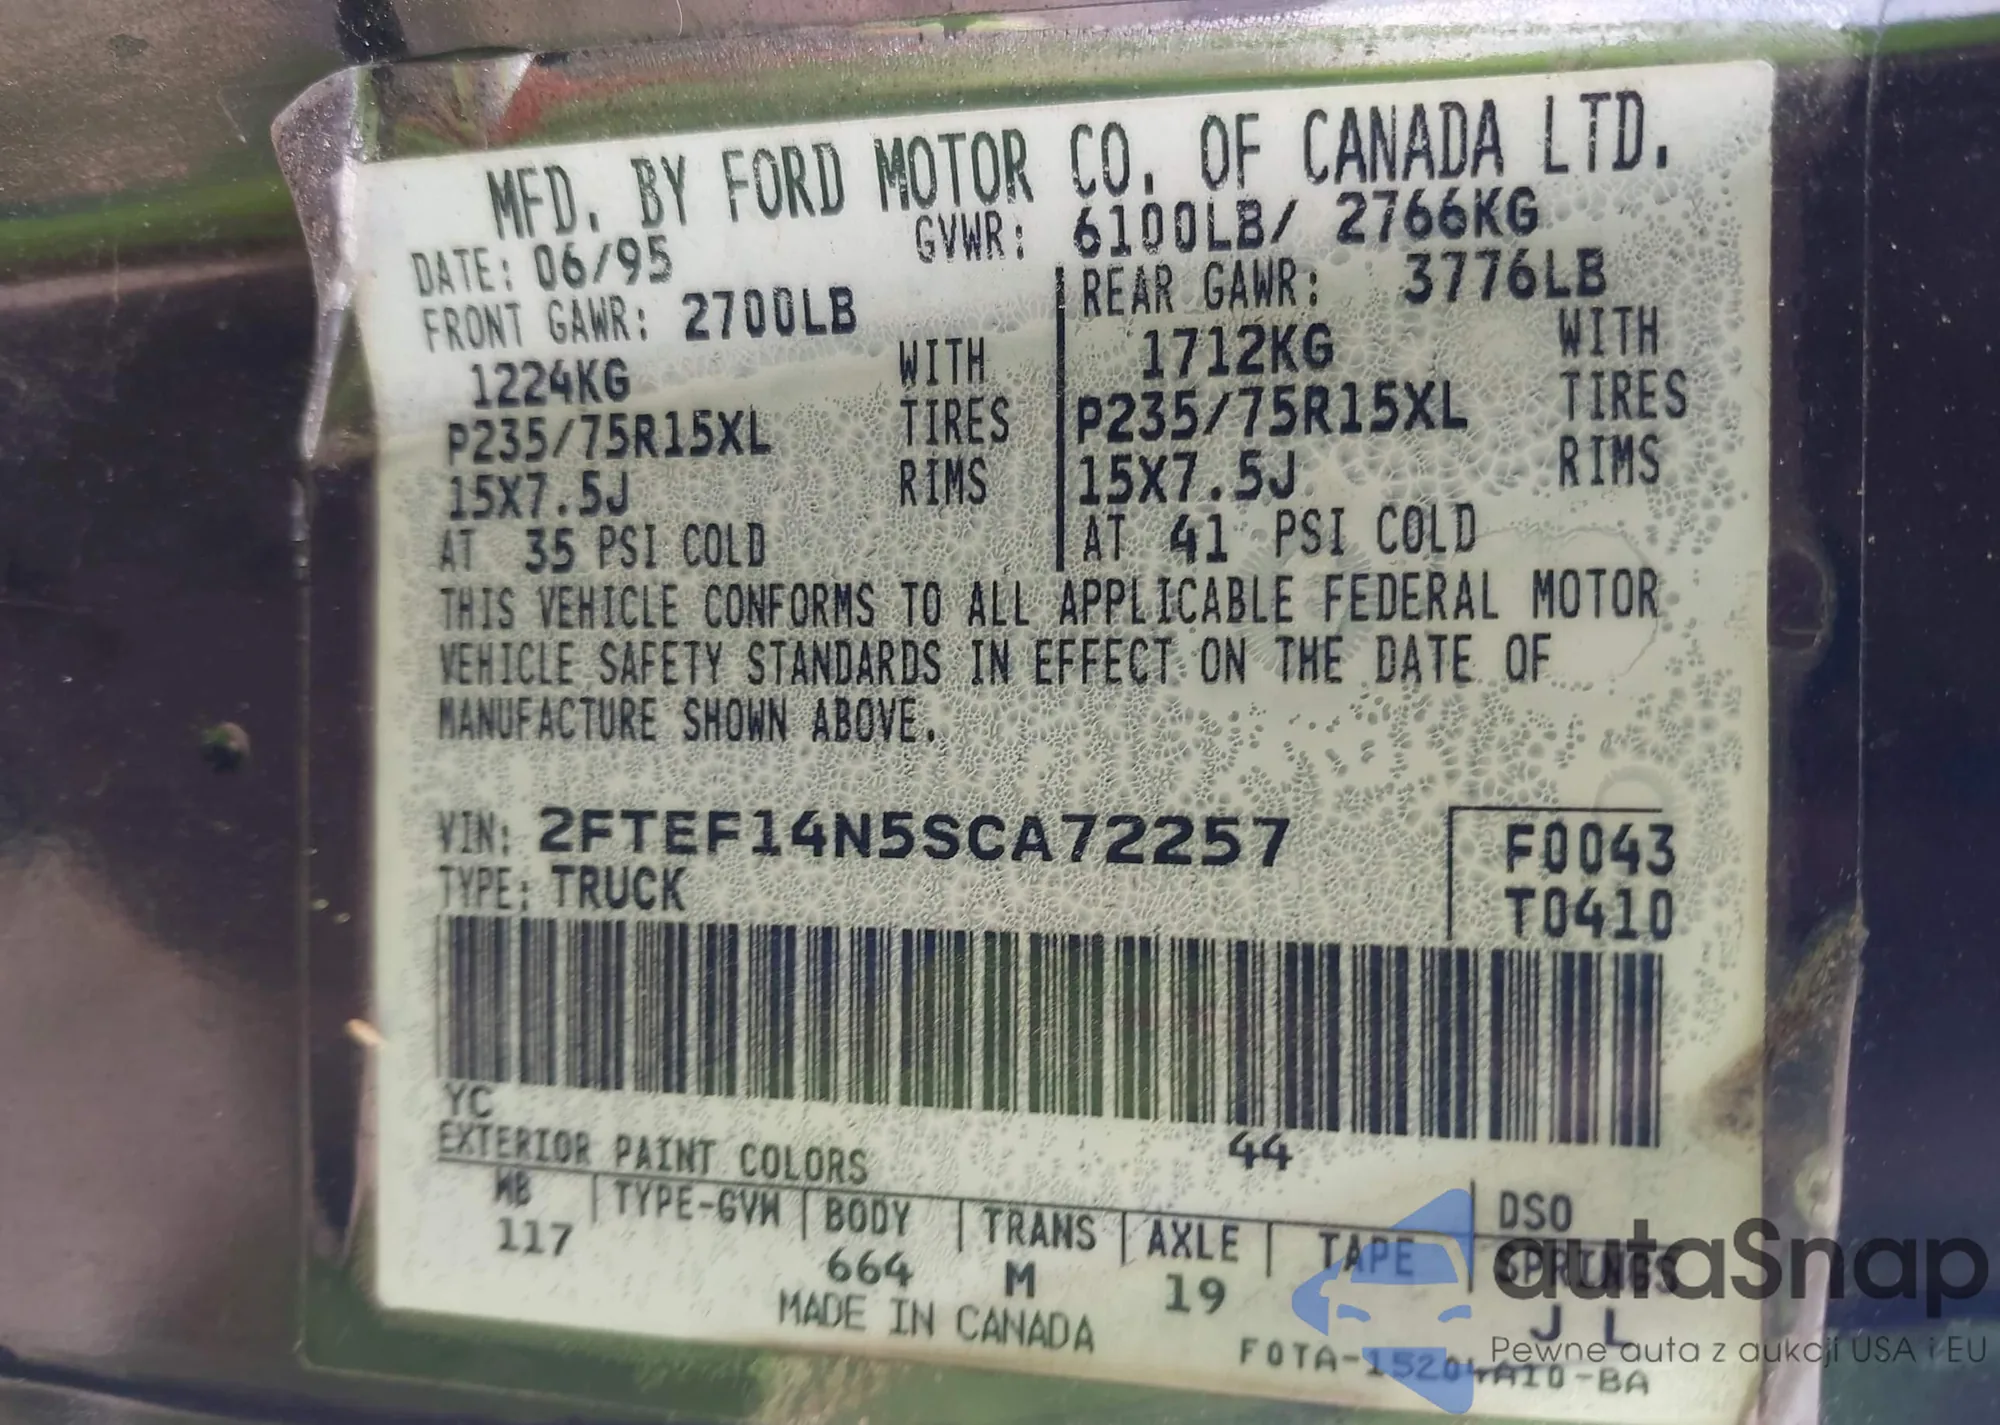 MFD. BY FORD MOTOR CO. OF CANADA LTD.
DATE: 06/95 GVWR: 6100LB/ 2766KG
FRONT GAWR: 2700LB REAR GAWR: 3776LB
1224KG WITH 1712KG WITH
P235/75R15XL TIRES P235/75R15XL TIRES
15X7.5J RIMS 15X7.5J RIMS
AT 35 PSI COLD AT 41 PSI COLD
THIS VEHICLE CONFORMS TO ALL APPLICABLE FEDERAL MOTOR
VEHICLE SAFETY STANDARDS IN EFFECT ON THE DATE OF
MANUFACTURE SHOWN ABOVE.
VIN: 2FTEF14N5SCA72257 F0043
TYPE: TRUCK T0410
YC
EXTERIOR PAINT COLORS 44 DSO
WB TYPE-GVW BODY TRANS AXLE TAPE SPRINGS
117 664 M 19 J L
MADE IN CANADA
F0TA-15204A10-BA
autaSnap
Pewne auta z aukcji USA i EU